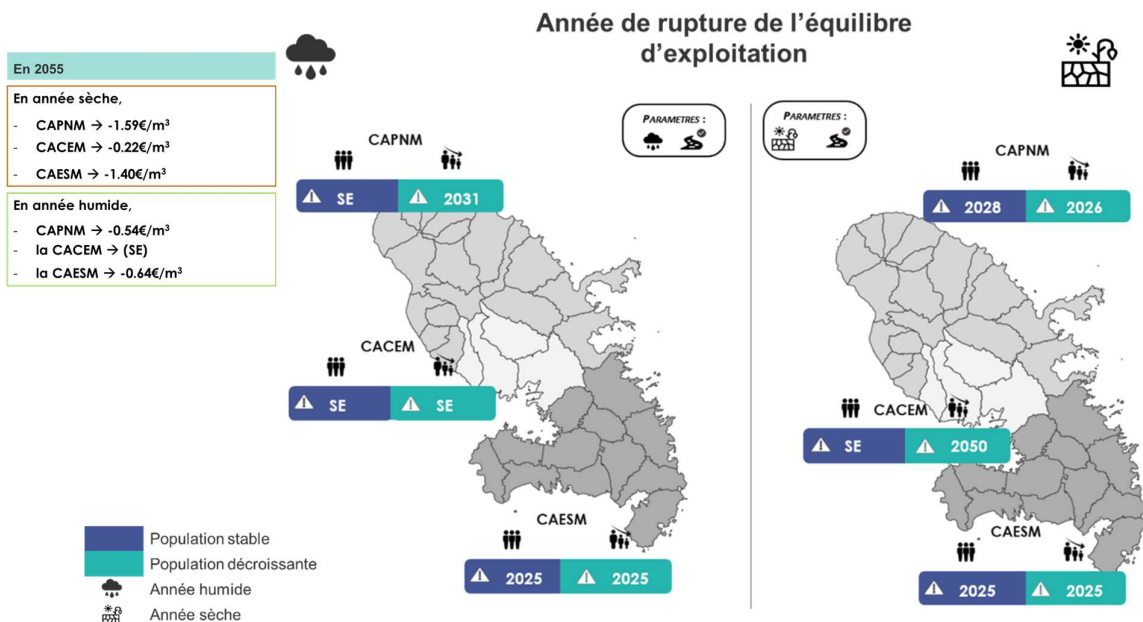 Année de rupture de l'équilibre
d'exploitation
En 2055
En année sèche,
- CAPNM → -1.59€/m³
- CACEM → -0.22€/m³
- CAESM → -1.40€/m³
En année humide,
- CAPNM → -0.54€/m³
- la CACEM → (SE)
- la CAESM → -0.64€/m³
PARAMETRES :
CAPNM
SE 2031
CACEM
SE SE
CAESM
2025 2025
PARAMETRES :
CAPNM
2028 2026
CACEM
SE 2050
CAESM
2025 2025
Population stable
Population décroissante
Année humide
Année sèche